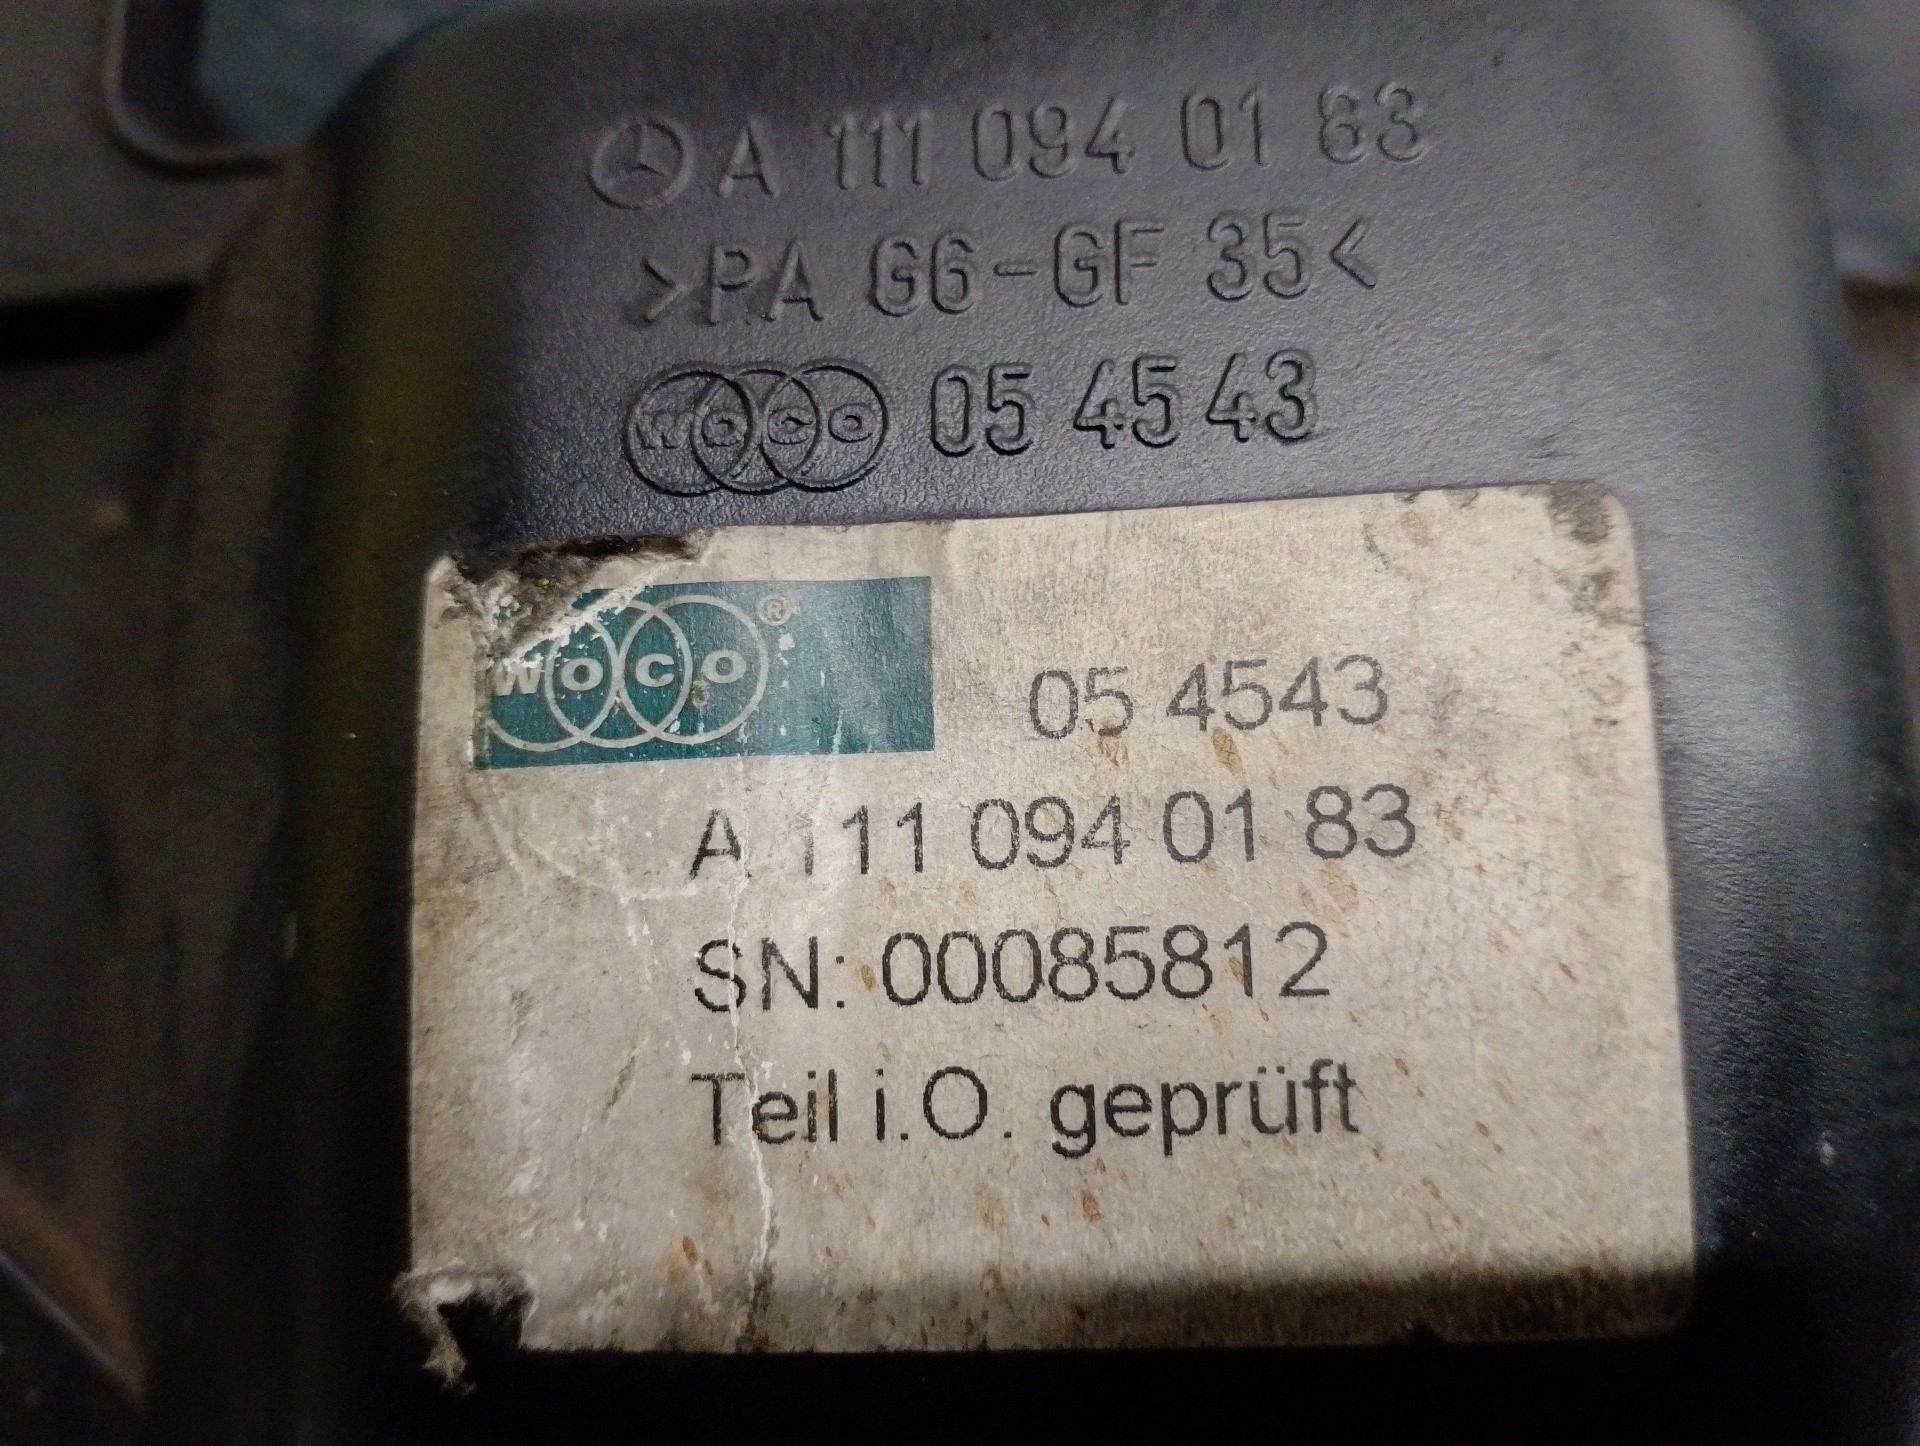 A 111 094 01 83
>PA G6-GF 35<
WOCO 05 45 43
WOCO® 05 4543
A 111 094 01 83
SN: 00085812
Teil i.O. geprüft